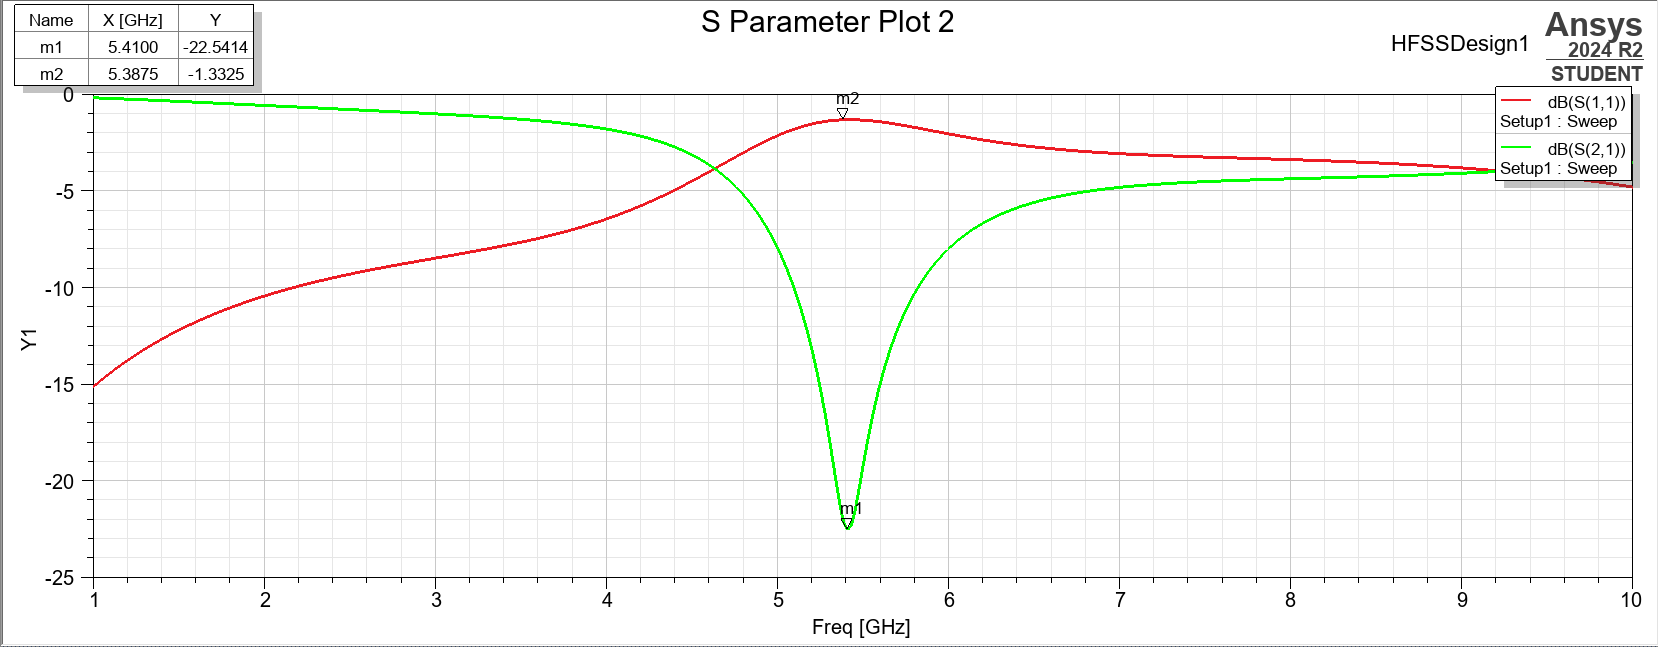 S Parameter Plot 2
Name X [GHz] Y
m1 5.4100 -22.5414
m2 5.3875 -1.3325
HFSSDesign1
Ansys
2024 R2
STUDENT
dB(S(1,1))
Setup1 : Sweep
dB(S(2,1))
Setup1 : Sweep
m2
m1
Y1
0
-5
-10
-15
-20
-25
1 2 3 4 5 6 7 8 9 10
Freq [GHz]